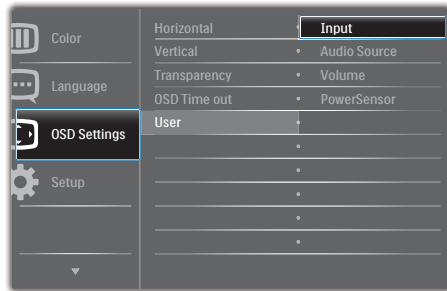 Color
Language
OSD Settings
Setup
Horizontal
Vertical
Transparency
OSD Time out
User
Input
Audio Source
Volume
PowerSensor